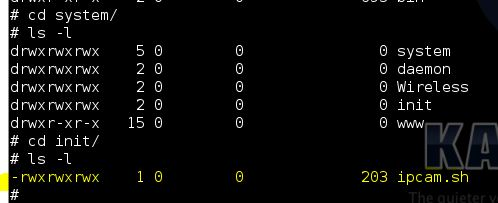 # cd system/
# ls -l
drwxrwxrwx 5 0 0 0 system
drwxrwxrwx 2 0 0 0 daemon
drwxrwxrwx 2 0 0 0 Wireless
drwxrwxrwx 2 0 0 0 init
drwxr-xr-x 15 0 0 0 www
# cd init/
# ls -l
-rwxrwxrwx 1 0 0 203 ipcam.sh
#
KA
The quieter